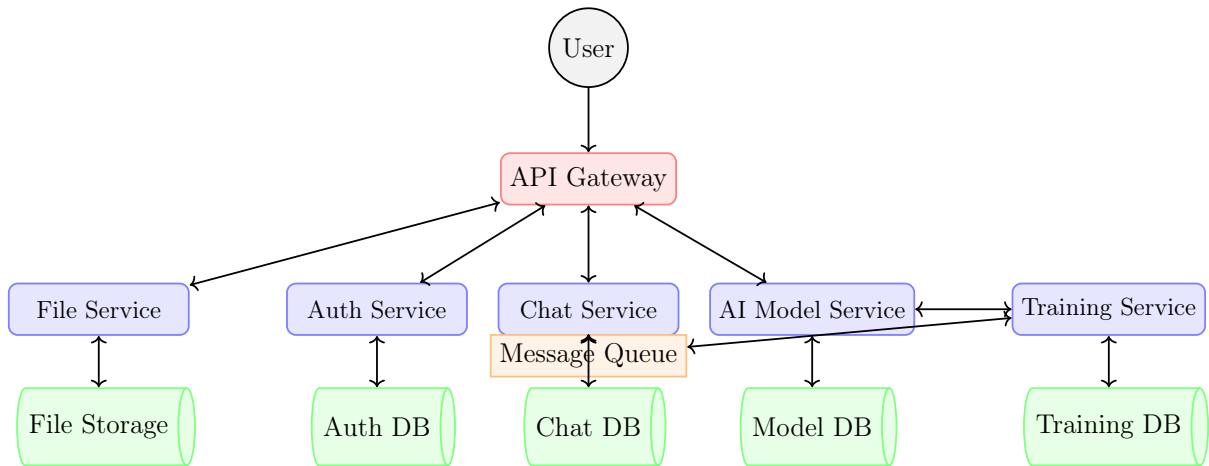 User
API Gateway
File Service
Auth Service
Chat Service
AI Model Service
Training Service
Message Queue
File Storage
Auth DB
Chat DB
Model DB
Training DB